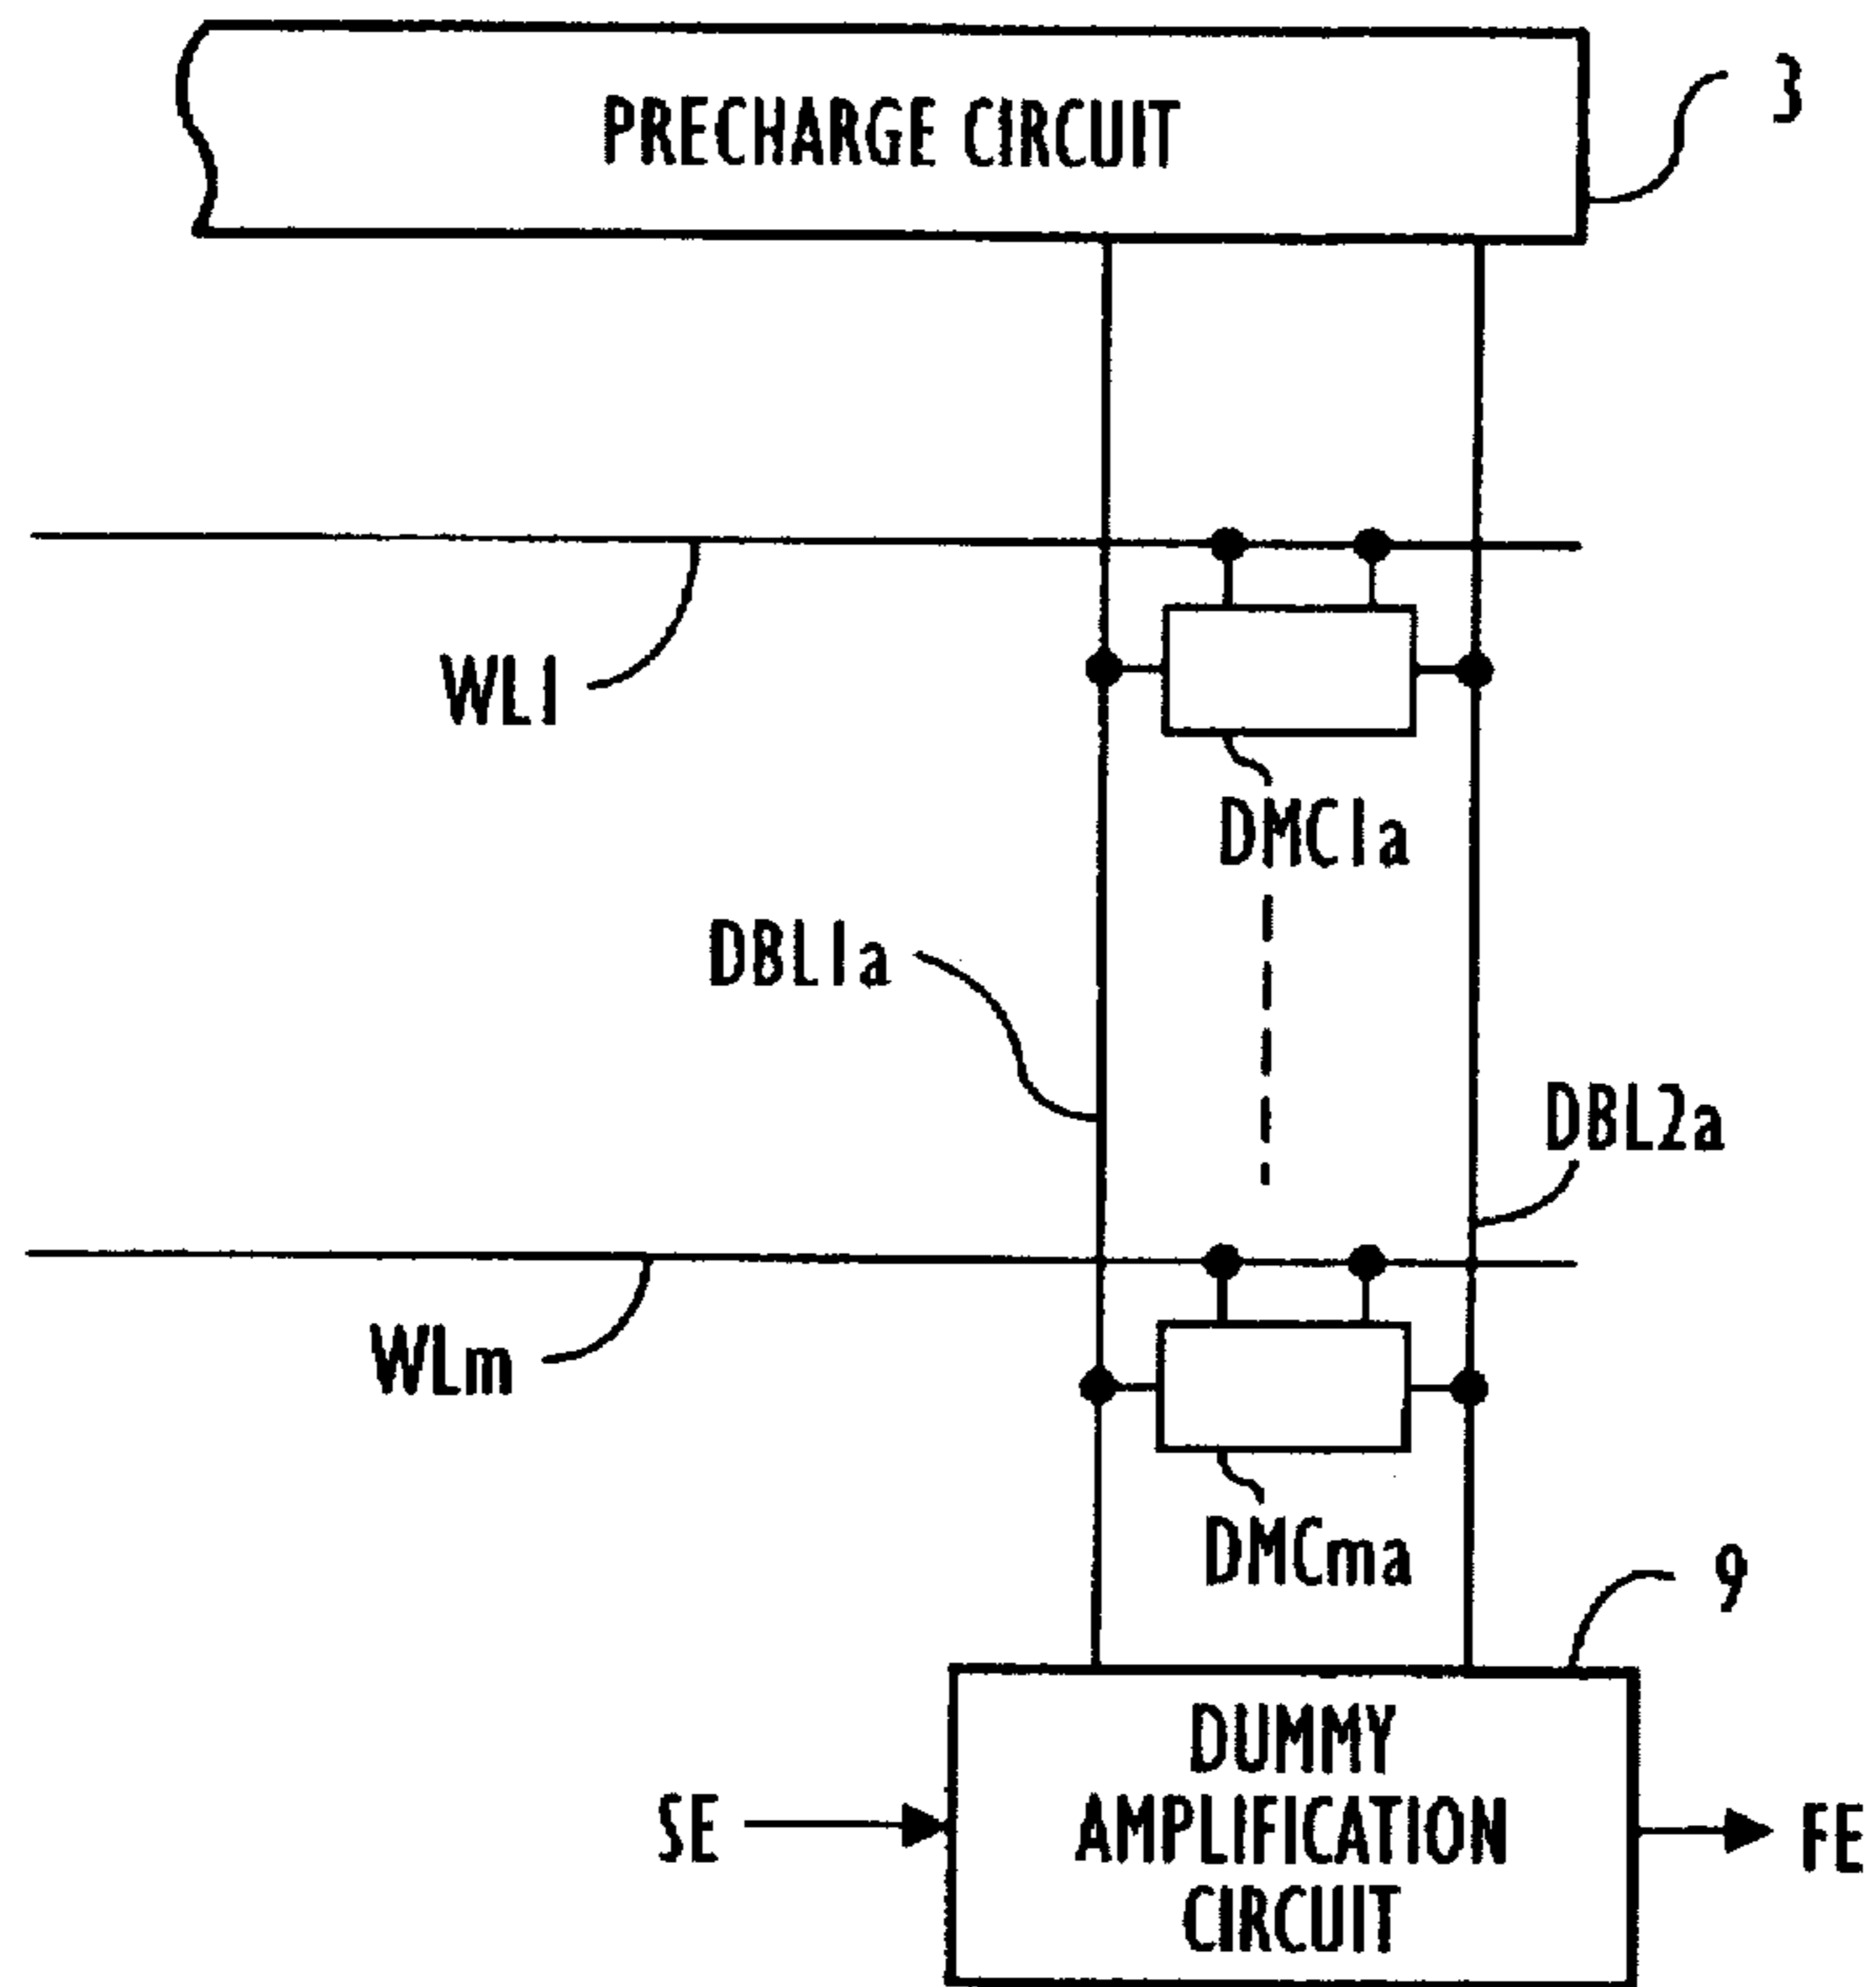 PRECHARGE CIRCUIT
3
WL1
DMC1a
DBL1a
DBL2a
WLm
DMCma
9
DUMMY
AMPLIFICATION
CIRCUIT
SE
FE